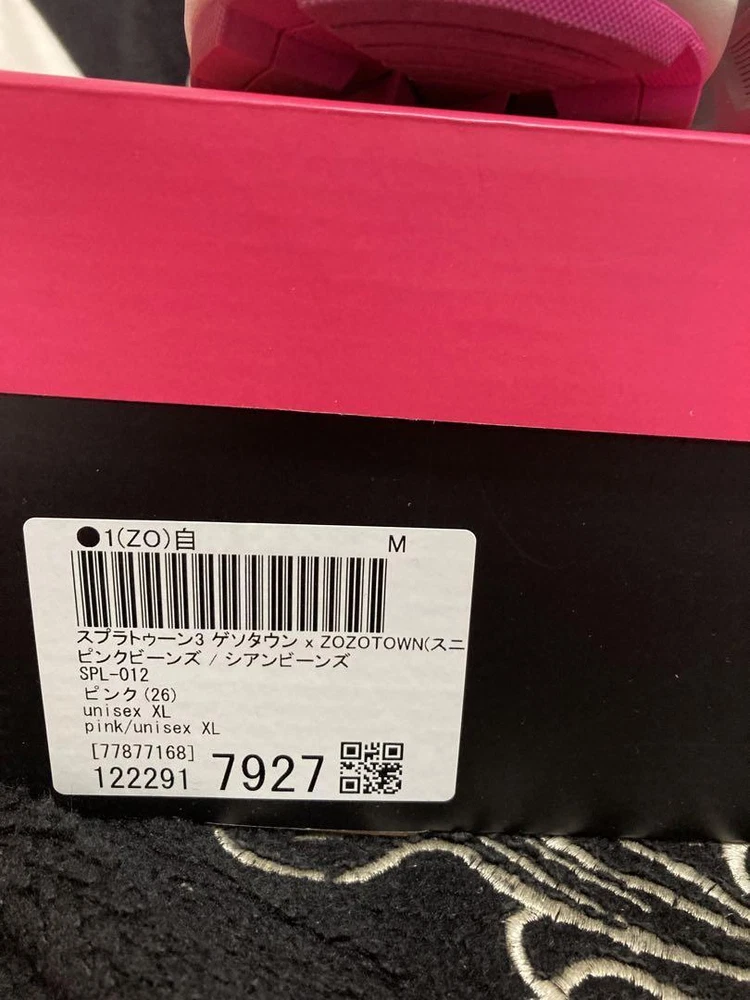 ●1(ZO)自 M
スプラトゥーン3 ゲソタウン x ZOZOTOWN(スニ
ピンクビーンズ / シアンビーンズ
SPL-012
ピンク(26)
unisex XL
pink/unisex XL
[77877168]
122291 7927